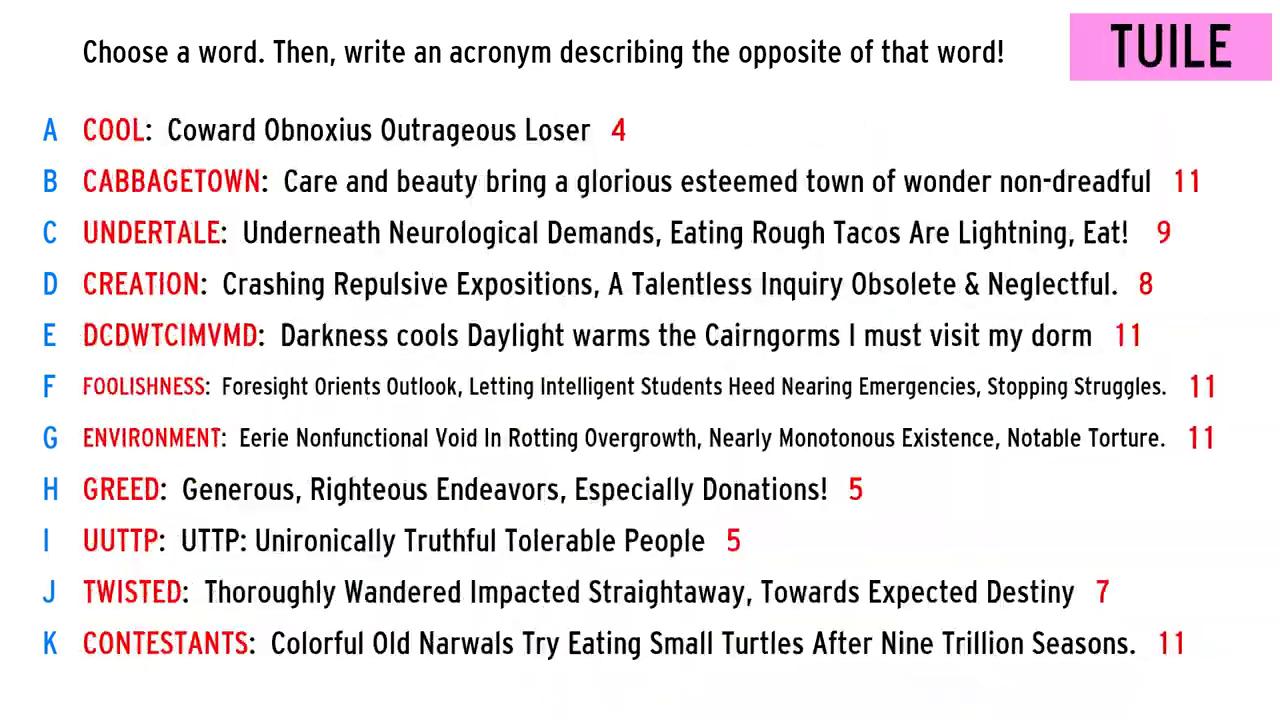 Choose a word. Then, write an acronym describing the opposite of that word!
TUILE
A COOL: Coward Obnoxius Outrageous Loser 4
B CABBAGETOWN: Care and beauty bring a glorious esteemed town of wonder non-dreadful 11
C UNDERTALE: Underneath Neurological Demands, Eating Rough Tacos Are Lightning, Eat! 9
D CREATION: Crashing Repulsive Expositions, A Talentless Inquiry Obsolete & Neglectful. 8
E DCDWTCIMVMD: Darkness cools Daylight warms the Cairngorms I must visit my dorm 11
F FOOLISHNESS: Foresight Orients Outlook, Letting Intelligent Students Heed Nearing Emergencies, Stopping Struggles. 11
G ENVIRONMENT: Eerie Nonfunctional Void In Rotting Overgrowth, Nearly Monotonous Existence, Notable Torture. 11
H GREED: Generous, Righteous Endeavors, Especially Donations! 5
I UUTTP: UTTP: Unironically Truthful Tolerable People 5
J TWISTED: Thoroughly Wandered Impacted Straightaway, Towards Expected Destiny 7
K CONTESTANTS: Colorful Old Narwals Try Eating Small Turtles After Nine Trillion Seasons. 11